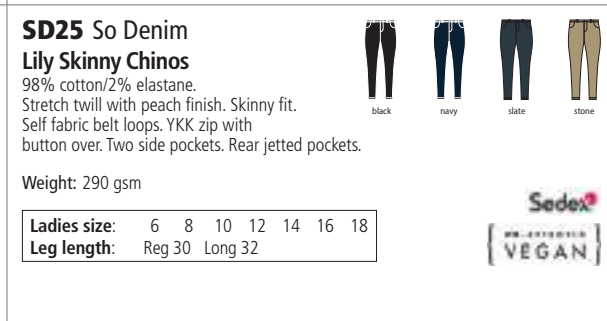 SD25 So Denim
Lily Skinny Chinos
98% cotton/2% elastane.
Stretch twill with peach finish. Skinny fit.
Self fabric belt loops. YKK zip with
button over. Two side pockets. Rear jetted pockets.
Weight: 290 gsm
Ladies size: 6 8 10 12 14 16 18
Leg length: Reg 30 Long 32
black navy slate stone
Sedex
VEGAN